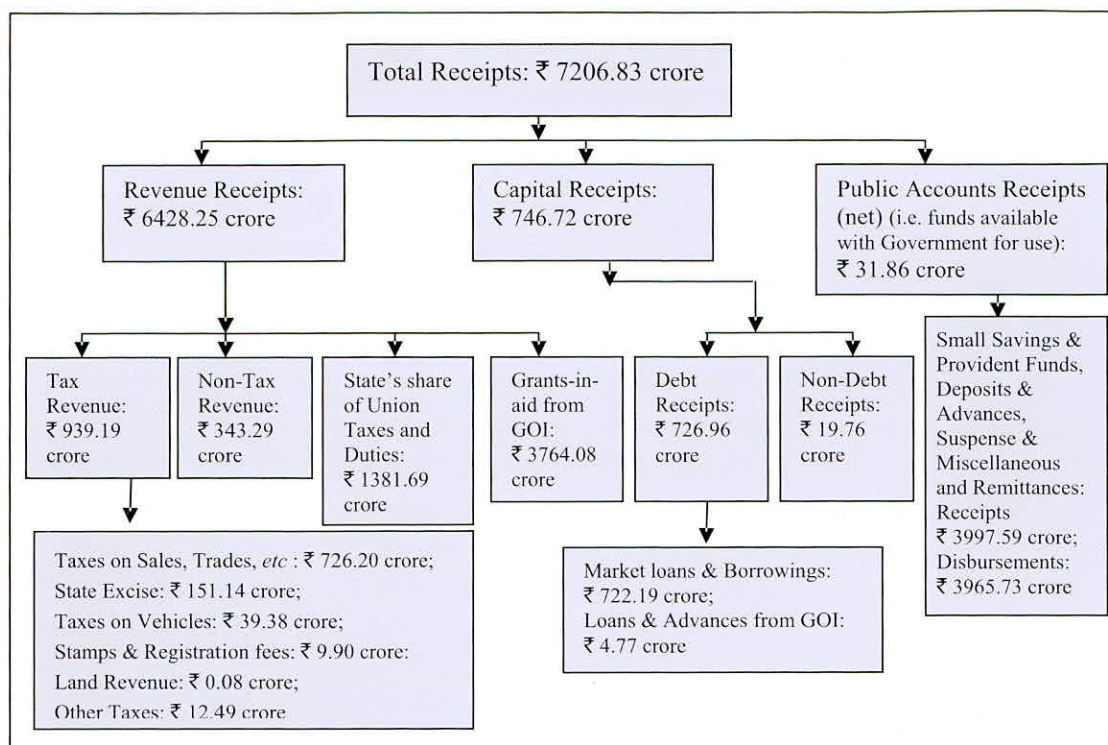 Total Receipts: ₹ 7206.83 crore
Revenue Receipts:
₹ 6428.25 crore
Capital Receipts:
₹ 746.72 crore
Public Accounts Receipts
(net) (i.e. funds available
with Government for use):
₹ 31.86 crore
Tax
Revenue:
₹ 939.19
crore
Non-Tax
Revenue:
₹ 343.29
crore
State's share
of Union
Taxes and
Duties:
₹ 1381.69
crore
Grants-in-
aid from
GOI:
₹ 3764.08
crore
Debt
Receipts:
₹ 726.96
crore
Non-Debt
Receipts:
₹ 19.76
crore
Small Savings &
Provident Funds,
Deposits &
Advances,
Suspense &
Miscellaneous
and Remittances:
Receipts
₹ 3997.59 crore;
Disbursements:
₹ 3965.73 crore
Taxes on Sales, Trades, etc : ₹ 726.20 crore;
State Excise: ₹ 151.14 crore;
Taxes on Vehicles: ₹ 39.38 crore;
Stamps & Registration fees: ₹ 9.90 crore:
Land Revenue: ₹ 0.08 crore;
Other Taxes: ₹ 12.49 crore
Market loans & Borrowings:
₹ 722.19 crore;
Loans & Advances from GOI:
₹ 4.77 crore